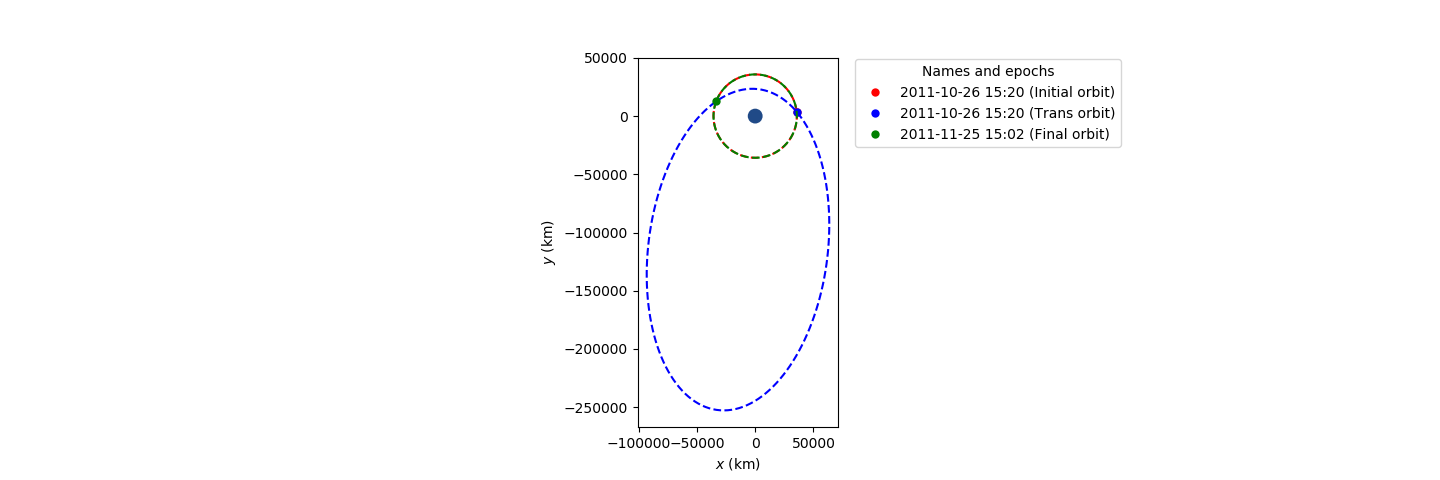 50000
0
−50000
−100000
−150000
−200000
−250000
y (km)
−100000
−50000
0
50000
x (km)
Names and epochs
2011-10-26 15:20 (Initial orbit)
2011-10-26 15:20 (Trans orbit)
2011-11-25 15:02 (Final orbit)